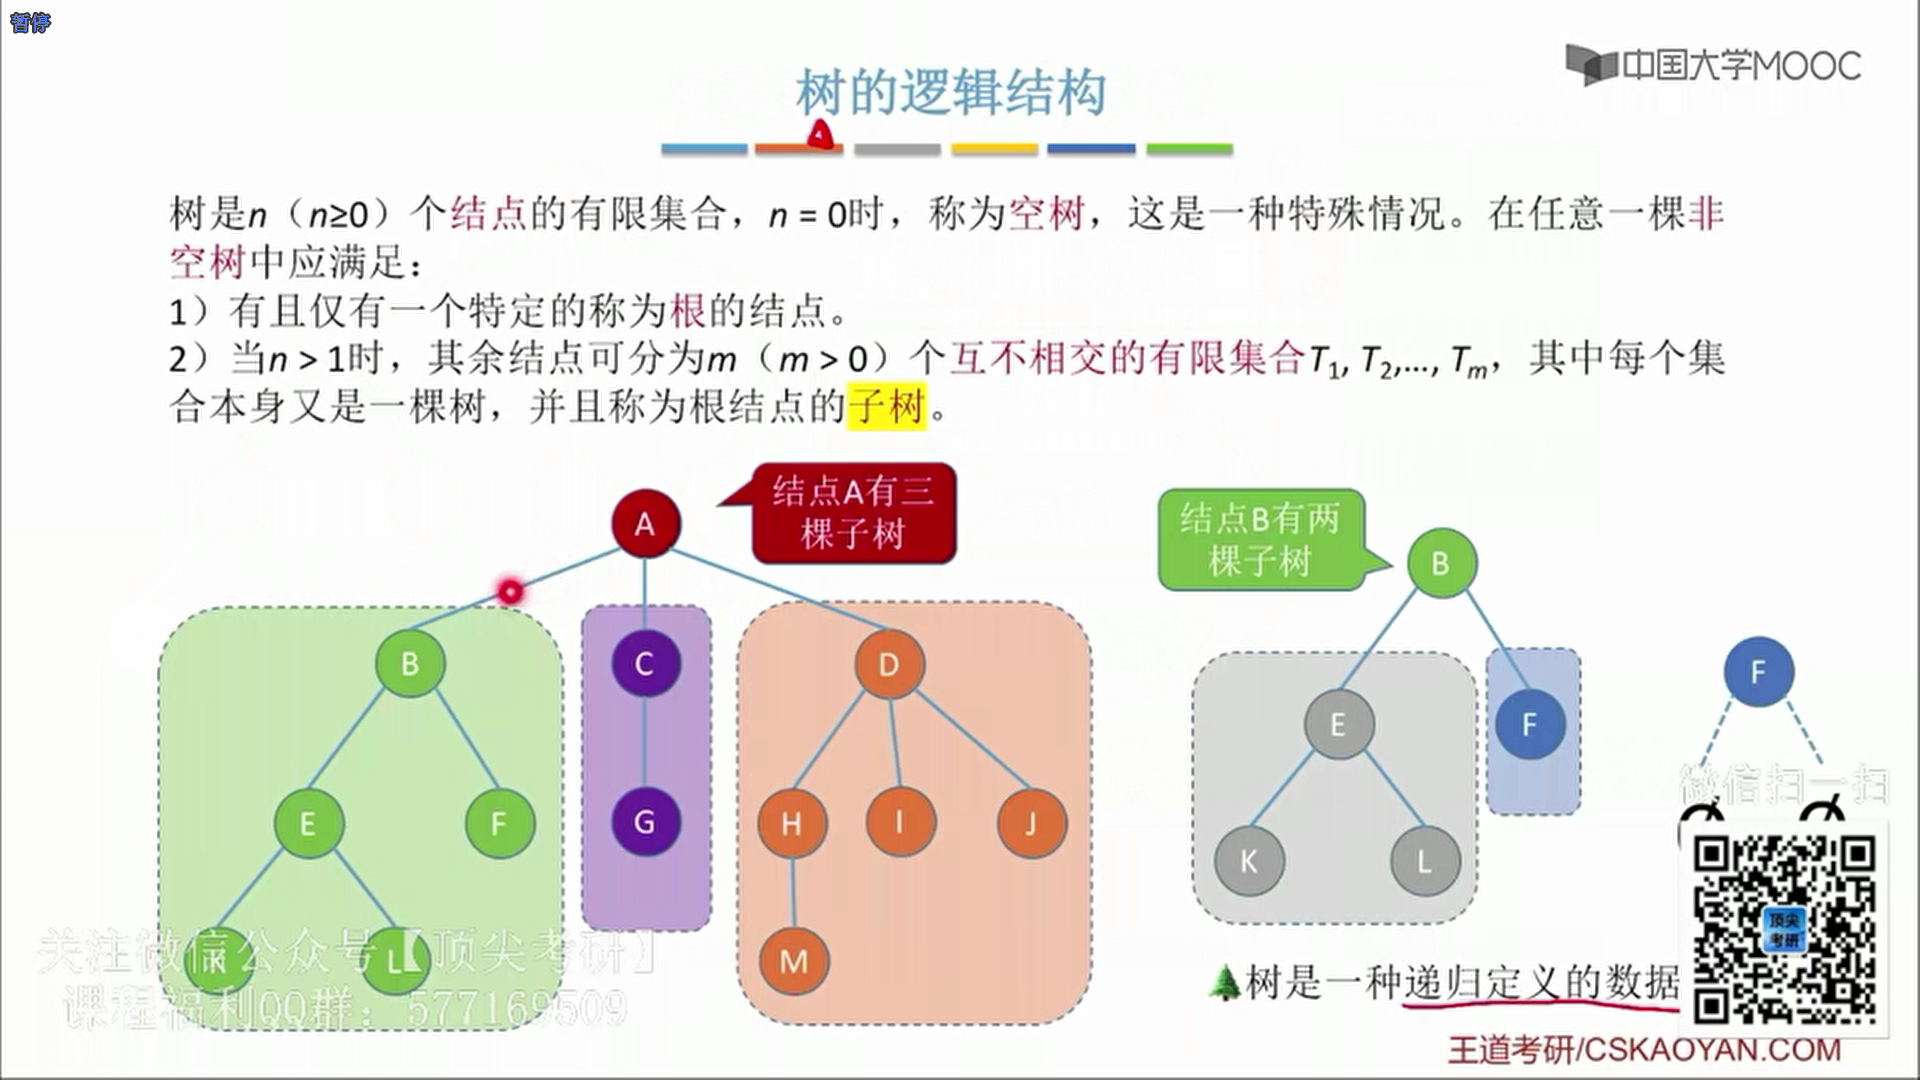 暂停
中国大学MOOC
树的逻辑结构
树是n（n≥0）个结点的有限集合，n = 0时，称为空树，这是一种特殊情况。在任意一棵非
空树中应满足：
1）有且仅有一个特定的称为根的结点。
2）当n > 1时，其余结点可分为m（m > 0）个互不相交的有限集合T1, T2,…, Tm，其中每个集
合本身又是一棵树，并且称为根结点的子树。
结点A有三
棵子树
A
B
C
D
E
F
G
H
I
J
K
L
M
结点B有两
棵子树
B
E
F
K
L
F
微信扫一扫
顶尖
考研
关注微信公众号【顶尖考研】
课程福利QQ群：577169509
树是一种递归定义的数据
王道考研/CSKAOYAN.COM